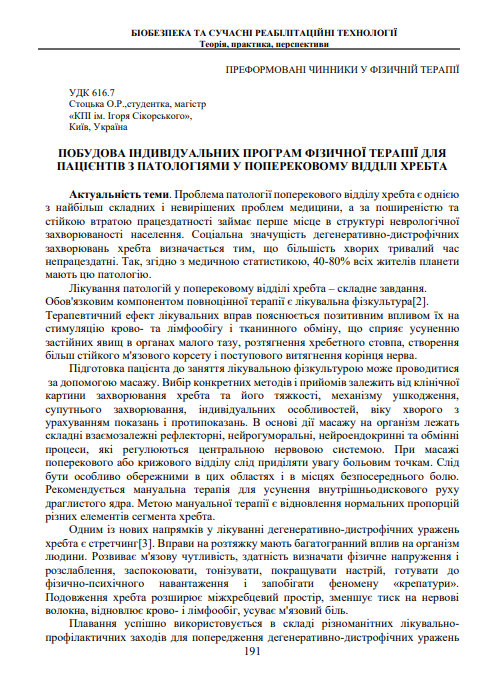 БІОБЕЗПЕКА ТА СУЧАСНІ РЕАБІЛІТАЦІЙНІ ТЕХНОЛОГІЇ
Теорія, практика, перспективи
ПРЕФОРМОВАНІ ЧИННИКИ У ФІЗИЧНІЙ ТЕРАПІЇ
УДК 616.7
Стоцька О.Р.,студентка, магістр
«КПІ ім. Ігоря Сікорського»,
Київ, Україна
ПОБУДОВА ІНДИВІДУАЛЬНИХ ПРОГРАМ ФІЗИЧНОЇ ТЕРАПІЇ ДЛЯ
ПАЦІЄНТІВ З ПАТОЛОГІЯМИ У ПОПЕРЕКОВОМУ ВІДДІЛІ ХРЕБТА
Актуальність теми. Проблема патології поперекового відділу хребта є однією
з найбільш складних і невирішених проблем медицини, а за поширеністю та
стійкою втратою працездатності займає перше місце в структурі неврологічної
захворюваності населення. Соціальна значущість дегенеративно-дистрофічних
захворювань хребта визначається тим, що більшість хворих тривалий час
непрацездатні. Так, згідно з медичною статистикою, 40-80% всіх жителів планети
мають цю патологію.
Лікування патологій у поперековому відділі хребта – складне завдання.
Обов'язковим компонентом повноцінної терапії є лікувальна фізкультура[2].
Терапевтичний ефект лікувальних вправ пояснюється позитивним впливом їх на
стимуляцію крово- та лімфообігу і тканинного обміну, що сприяє усуненню
застійних явищ в органах малого тазу, розтягнення хребетного стовпа, створення
більш стійкого м'язового корсету і поступового витягнення корінця нерва.
Підготовка пацієнта до заняття лікувальною фізкультурою може проводитися
за допомогою масажу. Вибір конкретних методів і прийомів залежить від клінічної
картини захворювання хребта та його тяжкості, механізму ушкодження,
супутнього захворювання, індивідуальних особливостей, віку хворого з
урахуванням показань і протипоказань. В основі дії масажу на організм лежать
складні взаємозалежні рефлекторні, нейрогуморальні, нейроендокринні та обмінні
процеси, які регулюються центральною нервовою системою. При масажі
поперекового або крижового відділу слід приділяти увагу больовим точкам. Слід
бути особливо обережними в цих областях і в місцях безпосереднього болю.
Рекомендується мануальна терапія для усунення внутрішньодискового руху
драглистого ядра. Метою мануальної терапії є відновлення нормальних пропорцій
різних елементів сегмента хребта.
Одним із нових напрямків у лікуванні дегенеративно-дистрофічних уражень
хребта є стретчинг[3]. Вправи на розтяжку мають багатогранний вплив на організм
людини. Розвиває м'язову чутливість, здатність визначати фізичне напруження і
розслаблення, заспокоювати, тонізувати, покращувати настрій, готувати до
фізично-психічного навантаження і запобігати феномену «крепатури».
Подовження хребта розширює міжхребцевий простір, зменшує тиск на нервові
волокна, відновлює крово- і лімфообіг, усуває м'язовий біль.
Плавання успішно використовується в складі різноманітних лікувально-
профілактичних заходів для попередження дегенеративно-дистрофічних уражень
191